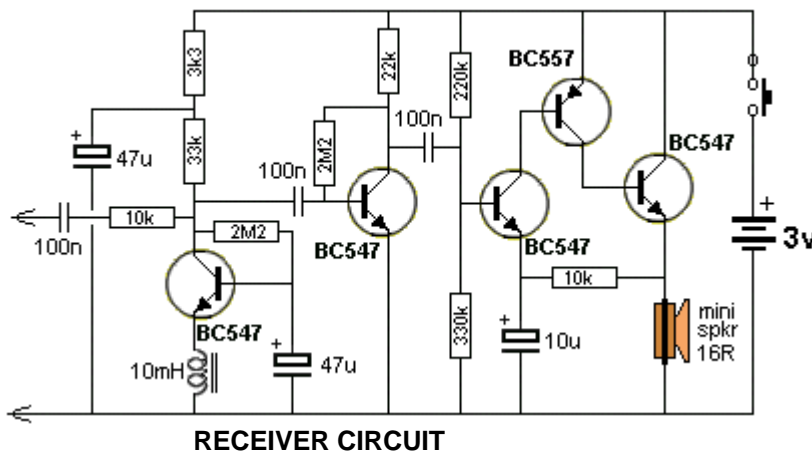 3k3
22k
220k
BC557
100n
+
47u
33k
100n
2M2
BC547
10k
100n
2M2
BC547
BC547
+
3v
10k
BC547
+
47u
10mH
330k
+
10u
mini
spkr
16R
RECEIVER CIRCUIT